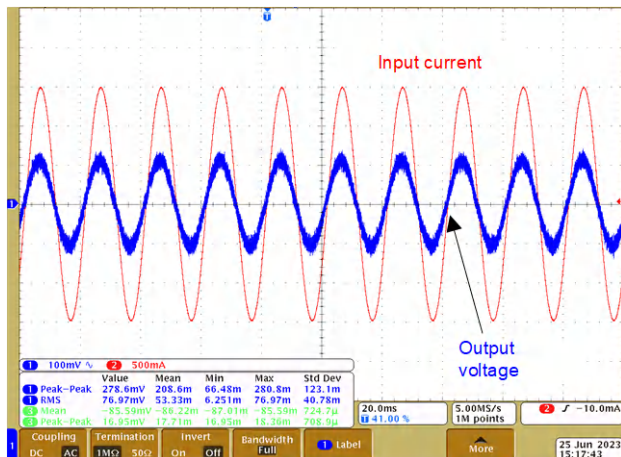 T
Input current
1
Output
voltage
1 100mV ∿ 2 500mA
Value Mean Min Max Std Dev
1 Peak-Peak 278.6mV 208.6m 66.48m 280.8m 123.1m
1 RMS 76.97mV 53.33m 6.251m 76.97m 40.78m
3 Mean -85.59mV -86.22m -87.01m -85.59m 724.7µ
3 Peak-Peak 16.95mV 17.71m 16.95m 18.36m 708.9µ
20.0ms 5.00MS/s 2 ƒ -10.0mA
T 41.00 % 1M points
1 Coupling Termination Invert Bandwidth 1 Label More
DC AC 1MΩ 50Ω On Off Full
25 Jun 2023
15:17:43